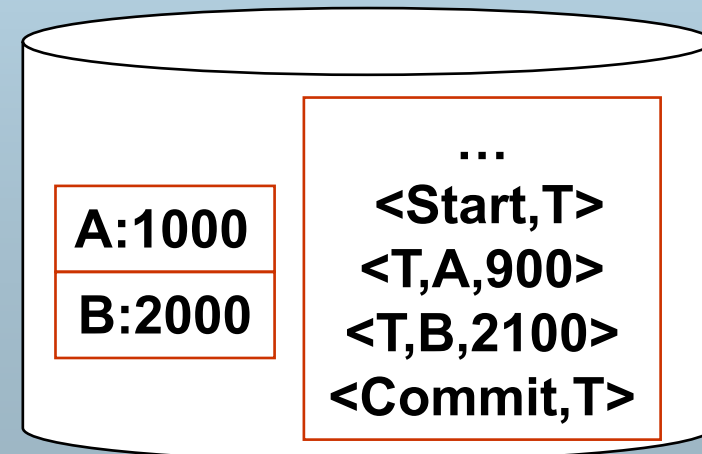 A:1000
B:2000
…
<Start,T>
<T,A,900>
<T,B,2100>
<Commit,T>